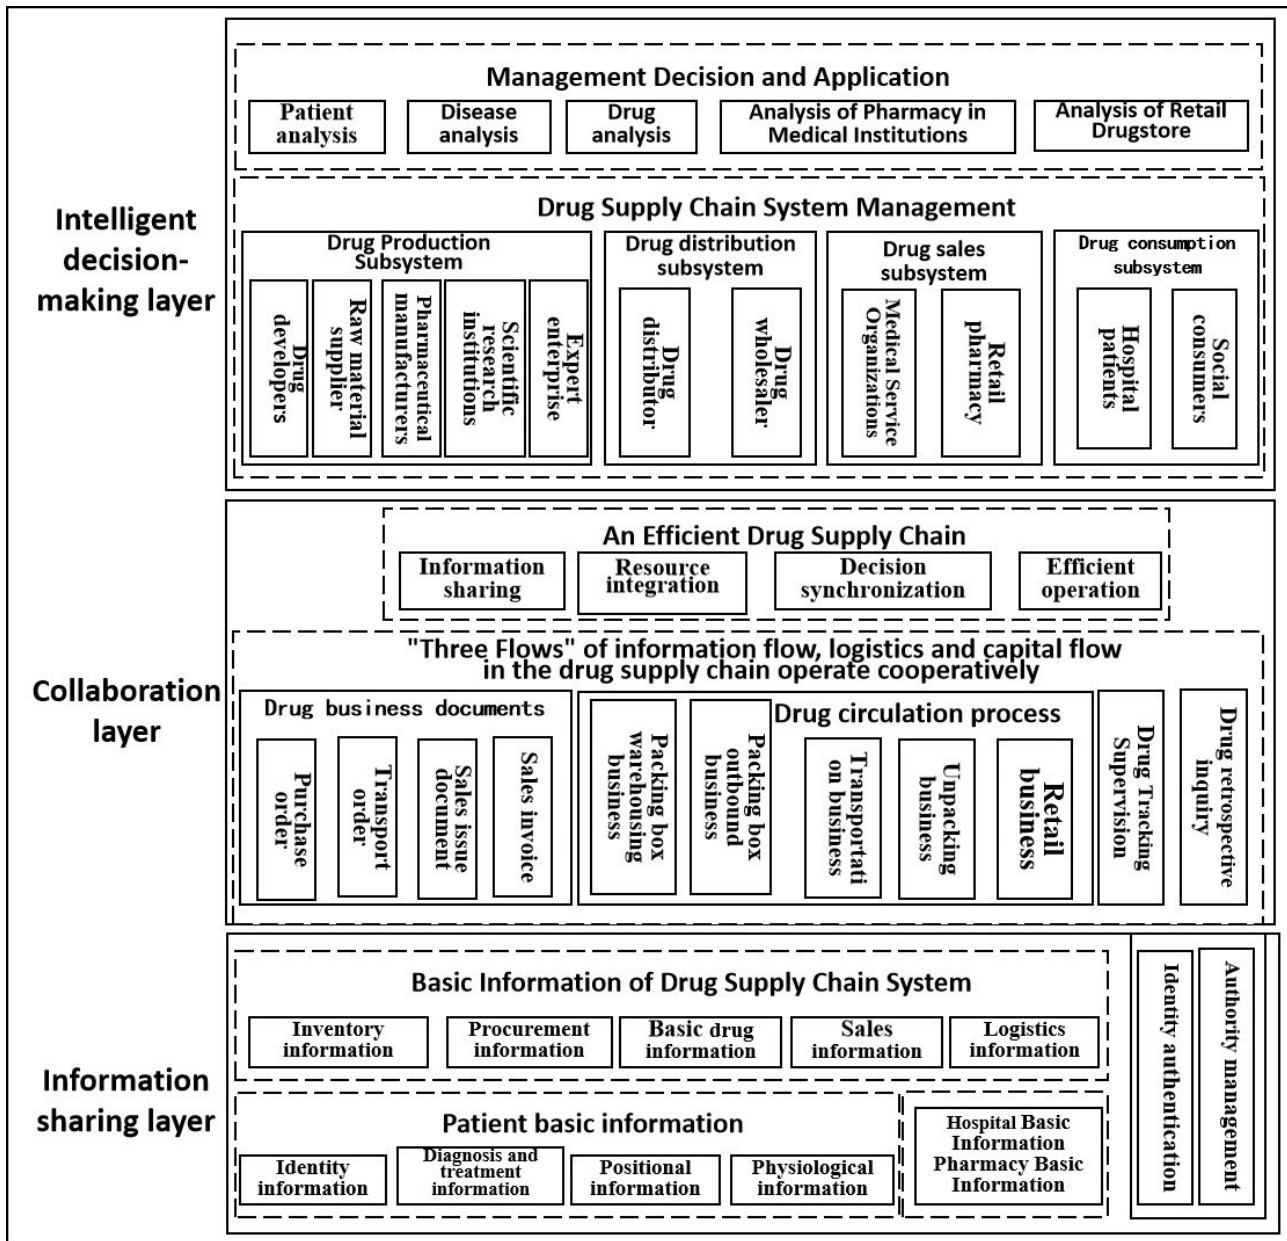 Intelligent
decision-
making layer
Management Decision and Application
Patient
analysis
Disease
analysis
Drug
analysis
Analysis of Pharmacy in
Medical Institutions
Analysis of Retail
Drugstore
Drug Supply Chain System Management
Drug Production
Subsystem
Drug
developers
Raw material
supplier
Pharmaceutical
manufacturers
Scientific
research
institutions
Expert
enterprise
Drug distribution
subsystem
Drug
distributor
Drug
wholesaler
Drug sales
subsystem
Medical Service
Organizations
Retail
pharmacy
Drug consumption
subsystem
Hospital
patients
Social
consumers
Collaboration
layer
An Efficient Drug Supply Chain
Information
sharing
Resource
integration
Decision
synchronization
Efficient
operation
"Three Flows" of information flow, logistics and capital flow
in the drug supply chain operate cooperatively
Drug business documents
Purchase
order
Transport
order
Sales issue
document
Sales invoice
Drug circulation process
Packing box
warehousing
business
Packing box
outbound
business
Transportati
on business
Unpacking
business
Retail
business
Drug Tracking
Supervision
Drug retrospective
inquiry
Information
sharing layer
Basic Information of Drug Supply Chain System
Inventory
information
Procurement
information
Basic drug
information
Sales
information
Logistics
information
Patient basic information
Identity
information
Diagnosis and
treatment
information
Positional
information
Physiological
information
Hospital Basic
Information
Pharmacy Basic
Information
Identity authentication
Authority management